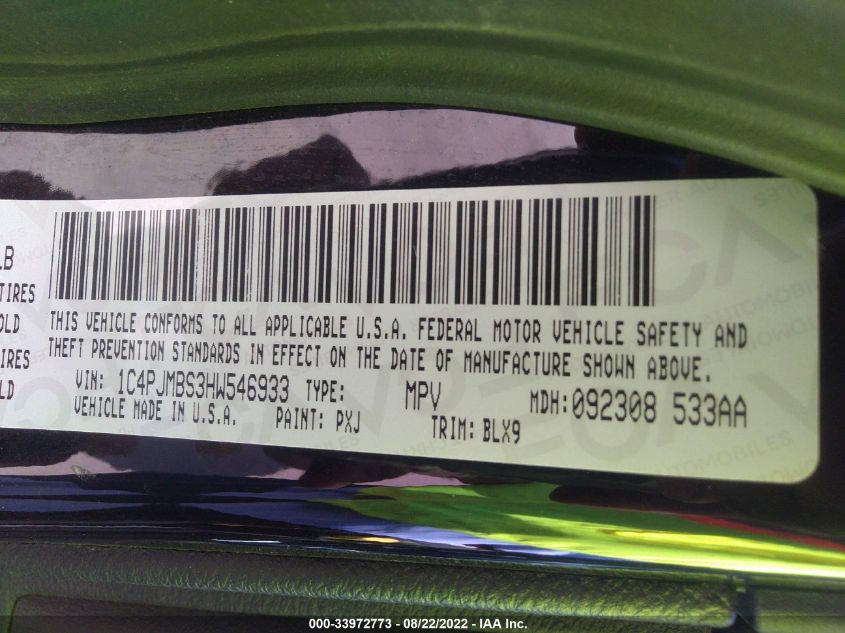 LB
TIRES
OLD
IRES
OLD
THIS VEHICLE CONFORMS TO ALL APPLICABLE U.S.A. FEDERAL MOTOR VEHICLE SAFETY AND
THEFT PREVENTION STANDARDS IN EFFECT ON THE DATE OF MANUFACTURE SHOWN ABOVE.
VIN: 1C4PJMBS3HW546933 TYPE: MPV MDH: 092308 533AA
VEHICLE MADE IN U.S.A. PAINT: PXJ TRIM: BLX9
000-33972773 - 08/22/2022 - IAA Inc.